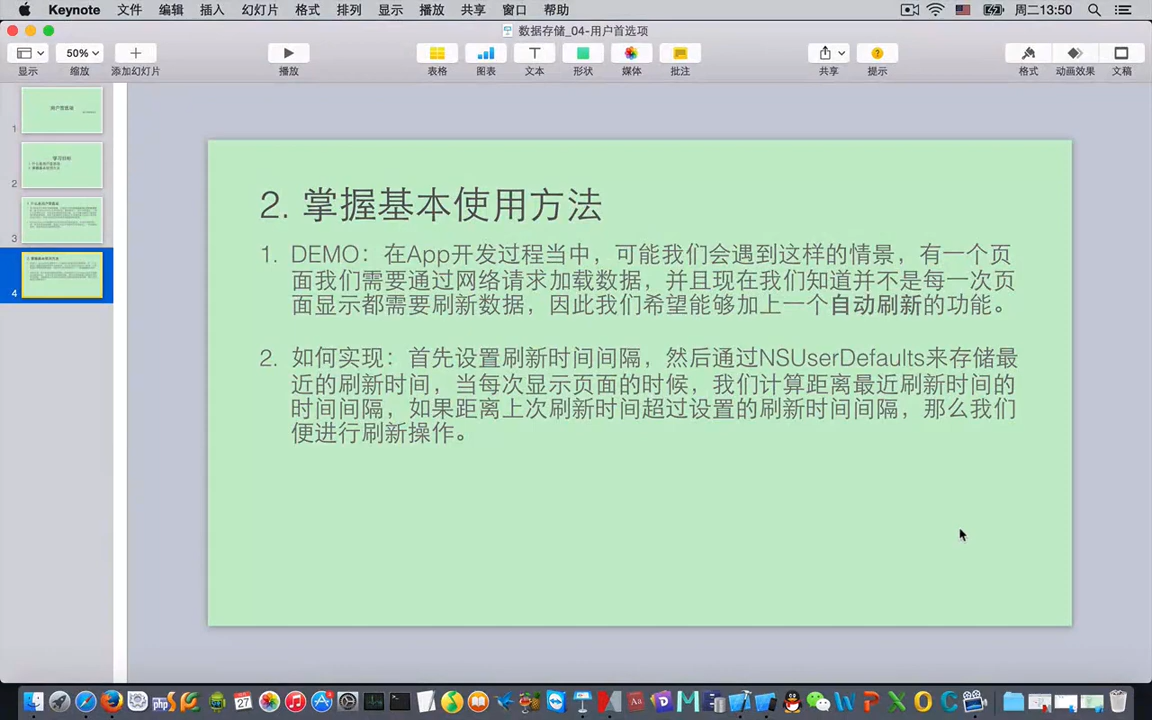 Keynote 文件 编辑 插入 幻灯片 格式 排列 显示 播放 共享 窗口 帮助 周二13:50
数据存储_04-用户首选项
50%
显示 缩放 添加幻灯片 播放 表格 图表 文本 形状 媒体 批注 共享 提示 格式 动画效果 文稿
1
2
3
4
2. 掌握基本使用方法
1. DEMO：在App开发过程当中，可能我们会遇到这样的情景，有一个页
面我们需要通过网络请求加载数据，并且现在我们知道并不是每一次页
面显示都需要刷新数据，因此我们希望能够加上一个自动刷新的功能。
2. 如何实现：首先设置刷新时间间隔，然后通过NSUserDefaults来存储最
近的刷新时间，当每次显示页面的时候，我们计算距离最近刷新时间的
时间间隔，如果距离上次刷新时间超过设置的刷新时间间隔，那么我们
便进行刷新操作。